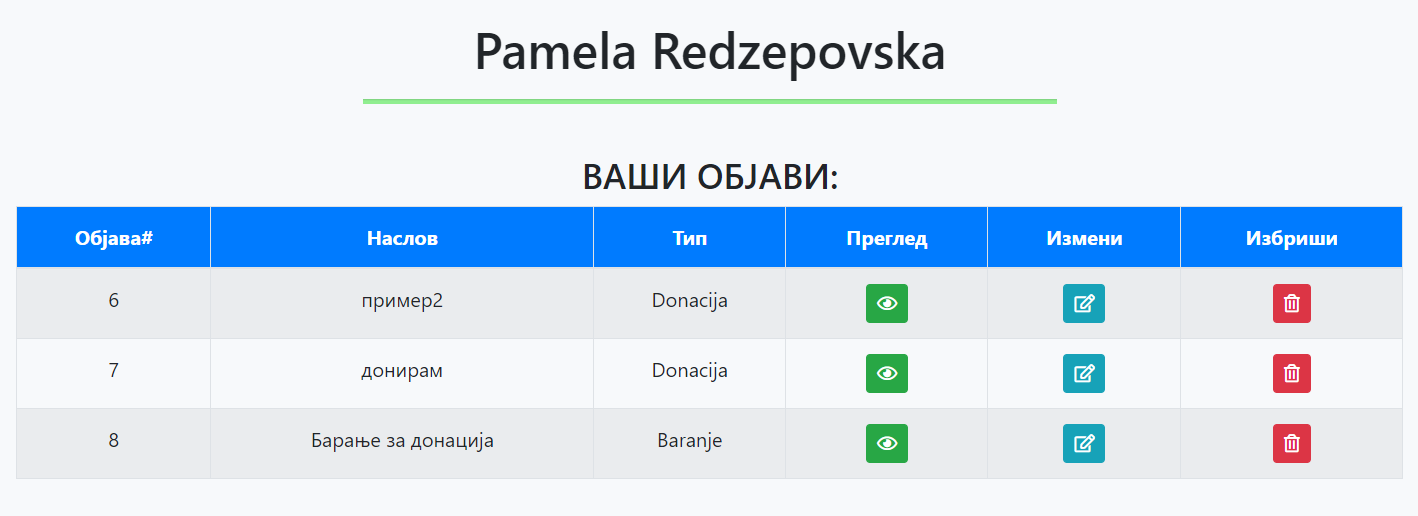 Pamela Redzepovska
ВАШИ ОБЈАВИ:
Објава# Наслов Тип Преглед Измени Избриши
6 пример2 Donacija
7 донирам Donacija
8 Барање за донација Baranje